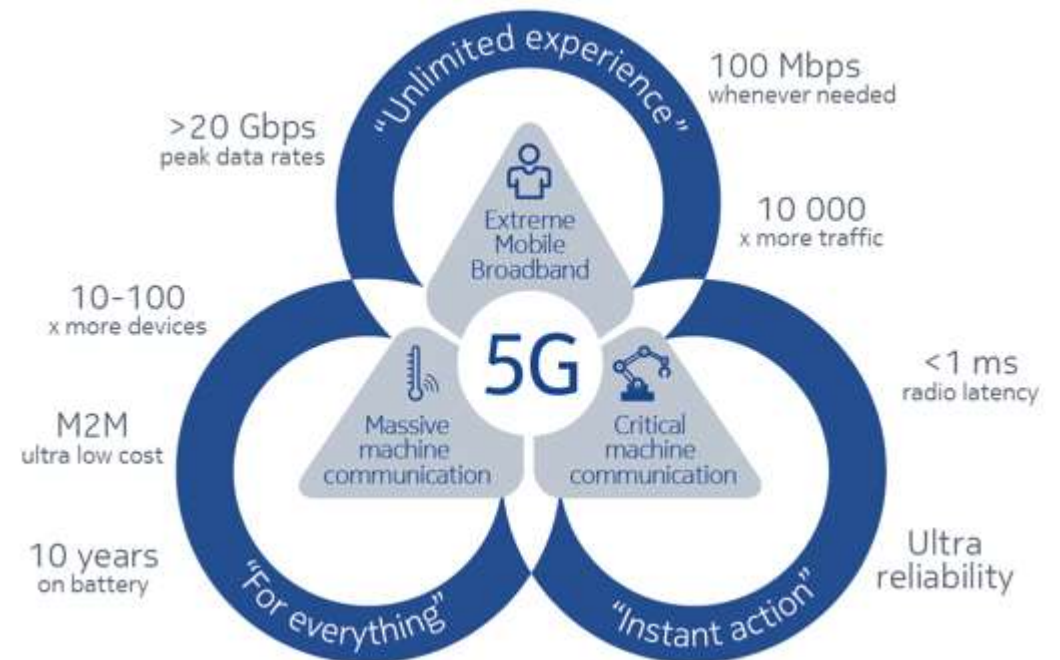 “Unlimited experience”
100 Mbps
whenever needed
>20 Gbps
peak data rates
10 000
x more traffic
Extreme
Mobile
Broadband
10-100
x more devices
5G
<1 ms
radio latency
M2M
ultra low cost
Massive
machine
communication
Critical
machine
communication
10 years
on battery
Ultra
reliability
“For everything”
“Instant action”